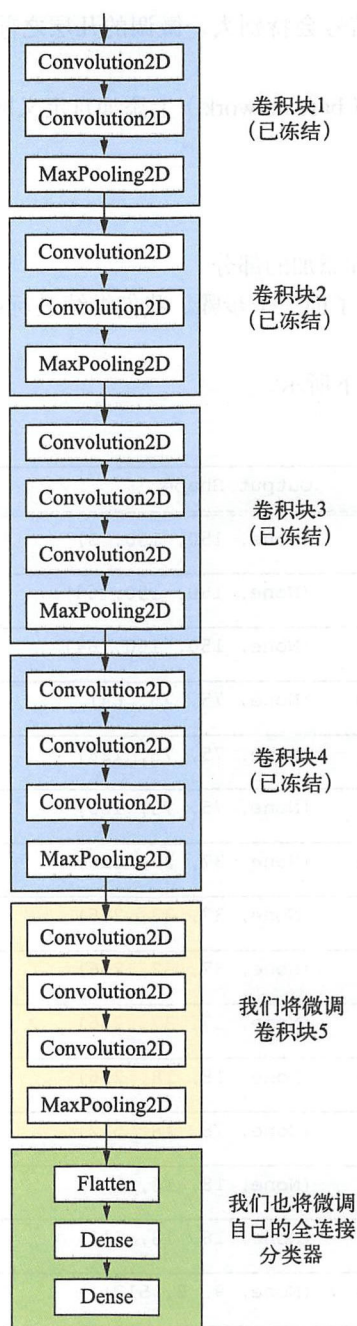 Convolution2D
Convolution2D
MaxPooling2D
卷积块1
（已冻结）
Convolution2D
Convolution2D
MaxPooling2D
卷积块2
（已冻结）
Convolution2D
Convolution2D
Convolution2D
MaxPooling2D
卷积块3
（已冻结）
Convolution2D
Convolution2D
Convolution2D
MaxPooling2D
卷积块4
（已冻结）
Convolution2D
Convolution2D
Convolution2D
MaxPooling2D
我们将微调
卷积块5
Flatten
Dense
Dense
我们也将微调
自己的全连接
分类器